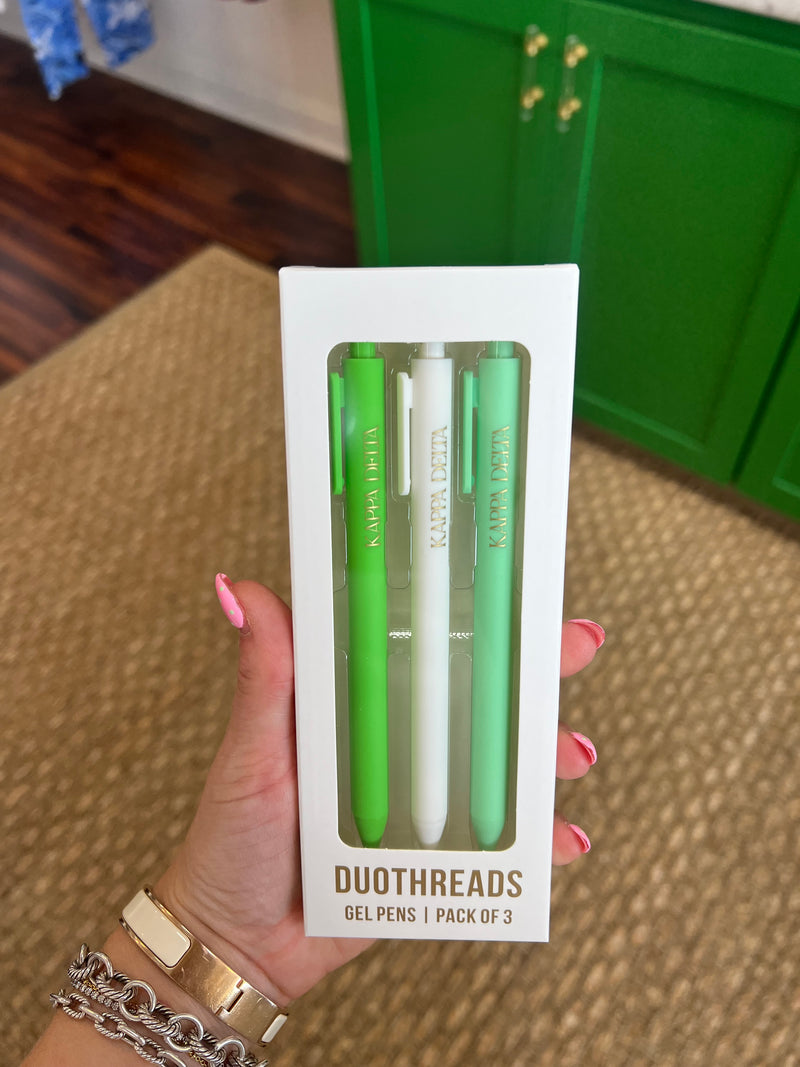 KAPPA DELTA
KAPPA DELTA
KAPPA DELTA
DUOTHREADS
GEL PENS | PACK OF 3